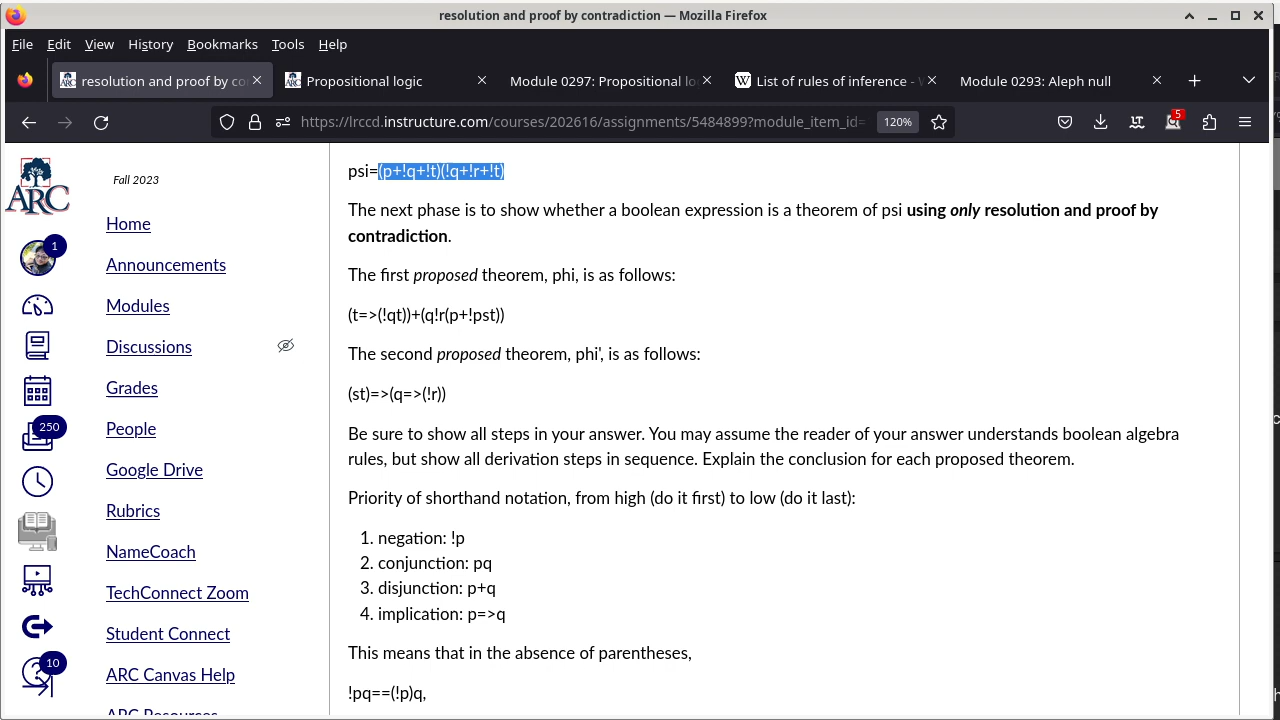 resolution and proof by contradiction — Mozilla Firefox
File Edit View History Bookmarks Tools Help
resolution and proof by co
Propositional logic
Module 0297: Propositional lo
List of rules of inference -
Module 0293: Aleph null
https://lrccd.instructure.com/courses/202616/assignments/5484899?module_item_id=
120%
5
ARC
1
250
10
Fall 2023
Home
Announcements
Modules
Discussions
Grades
People
Google Drive
Rubrics
NameCoach
TechConnect Zoom
Student Connect
ARC Canvas Help
ARC Resources
psi=(p+!q+!t)(!q+!r+!t)
The next phase is to show whether a boolean expression is a theorem of psi using only resolution and proof by
contradiction.
The first proposed theorem, phi, is as follows:
(t=>(!qt))+(q!r(p+!pst))
The second proposed theorem, phi', is as follows:
(st)=>(q=>(!r))
Be sure to show all steps in your answer. You may assume the reader of your answer understands boolean algebra
rules, but show all derivation steps in sequence. Explain the conclusion for each proposed theorem.
Priority of shorthand notation, from high (do it first) to low (do it last):
1. negation: !p
2. conjunction: pq
3. disjunction: p+q
4. implication: p=>q
This means that in the absence of parentheses,
!pq==(!p)q,